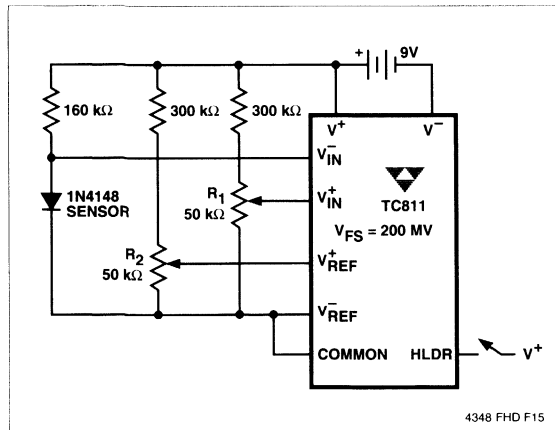 + 9V
160 kΩ
300 kΩ
300 kΩ
V+
V−
V−IN
1N4148
SENSOR
R1
50 kΩ
V+IN
TC811
VFS = 200 MV
R2
50 kΩ
V+REF
V−REF
COMMON
HLDR
V+
4348 FHD F15